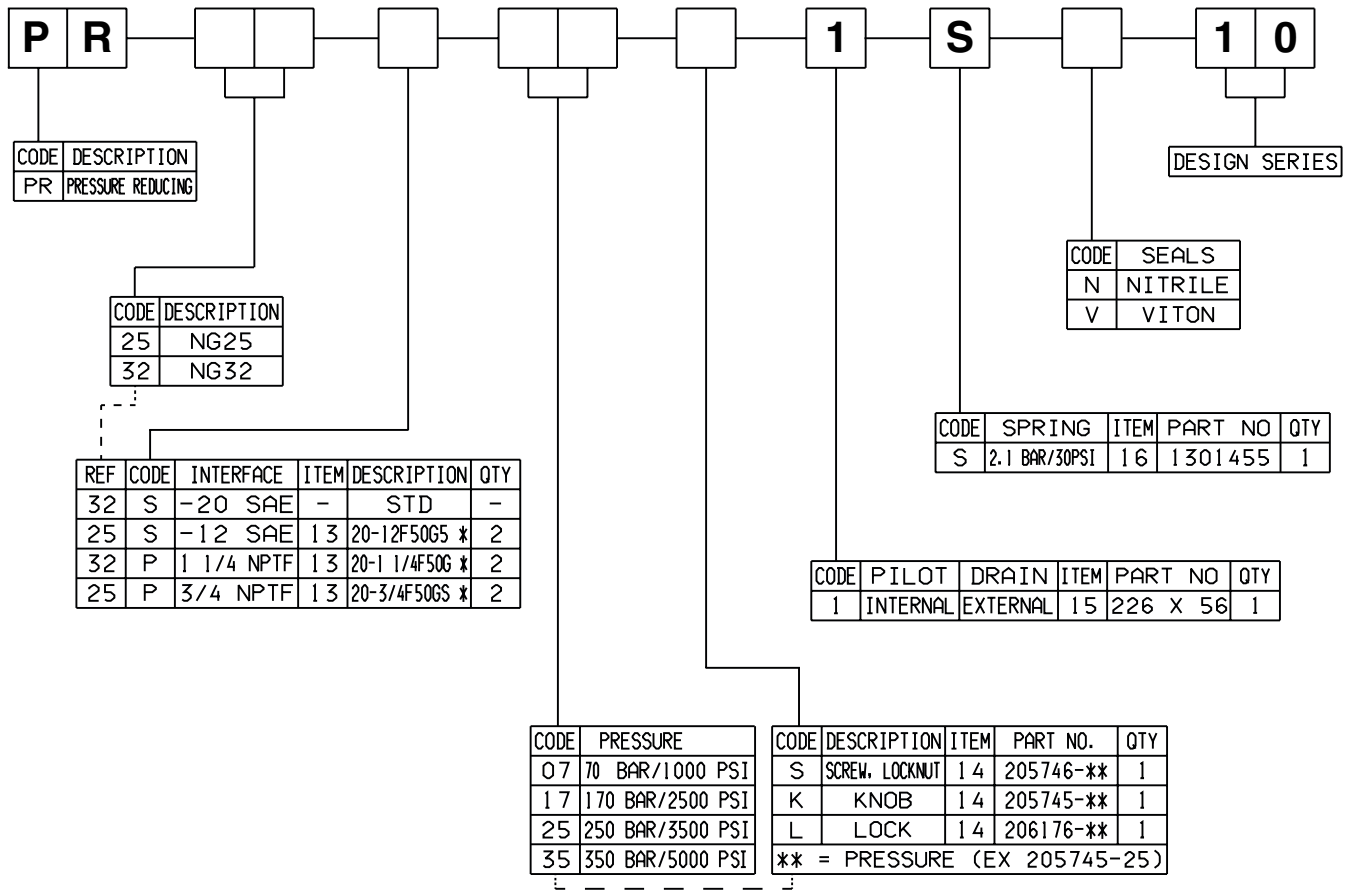 P R 1 S 1 0
CODE DESCRIPTION
PR PRESSURE REDUCING
DESIGN SERIES
CODE SEALS
N NITRILE
V VITON
CODE DESCRIPTION
25 NG25
32 NG32
CODE SPRING ITEM PART NO QTY
S 2.1 BAR/30PSI 16 1301455 1
REF CODE INTERFACE ITEM DESCRIPTION QTY
32 S -20 SAE - STD -
25 S -12 SAE 13 20-12F50G5 * 2
32 P 1 1/4 NPTF 13 20-1 1/4F50G * 2
25 P 3/4 NPTF 13 20-3/4F50GS * 2
CODE PILOT DRAIN ITEM PART NO QTY
1 INTERNAL EXTERNAL 15 226 X 56 1
CODE PRESSURE
07 70 BAR/1000 PSI
17 170 BAR/2500 PSI
25 250 BAR/3500 PSI
35 350 BAR/5000 PSI
CODE DESCRIPTION ITEM PART NO. QTY
S SCREW, LOCKNUT 14 205746-** 1
K KNOB 14 205745-** 1
L LOCK 14 206176-** 1
** = PRESSURE (EX 205745-25)